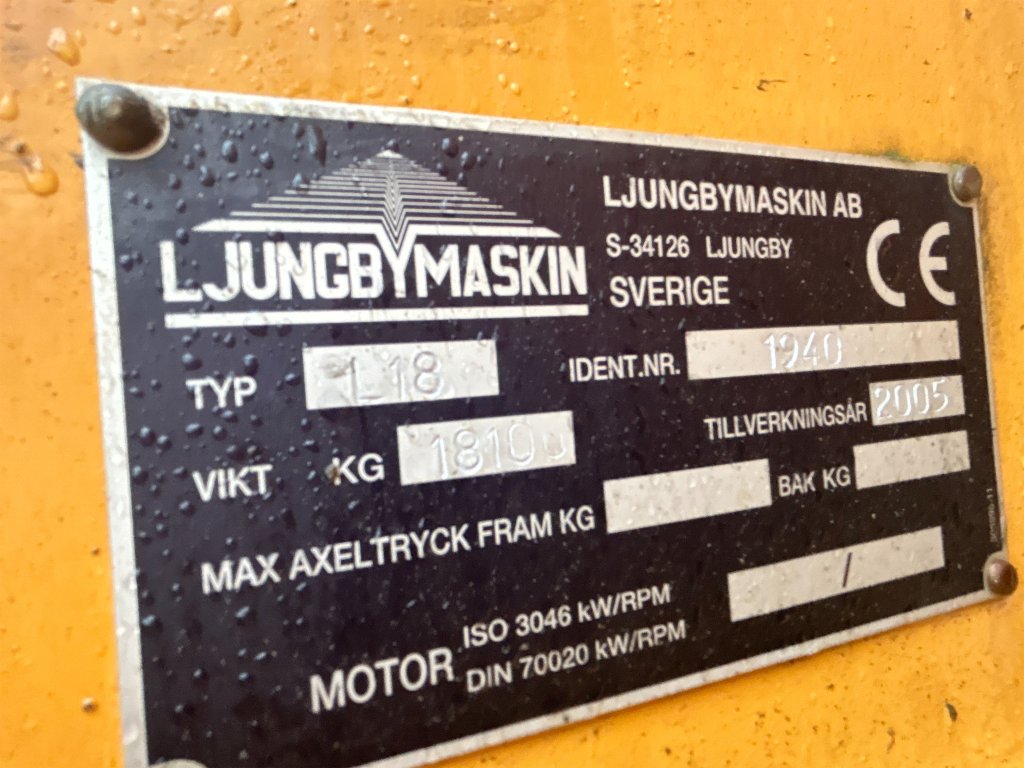 LJUNGBYMASKIN
LJUNGBYMASKIN AB
S-34126 LJUNGBY
SVERIGE
CE
TYP L18
IDENT.NR. 1940
VIKT KG 18100
TILLVERKNINGSÅR 2005
MAX AXELTRYCK FRAM KG
BAK KG
MOTOR
ISO 3046 kW/RPM
DIN 70020 kW/RPM
/